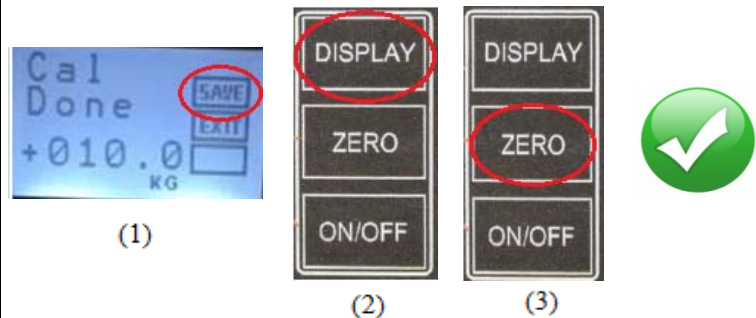 Cal
Done
SAVE
EXIT
+010.0
KG
(1)
DISPLAY
ZERO
ON/OFF
(2)
DISPLAY
ZERO
ON/OFF
(3)